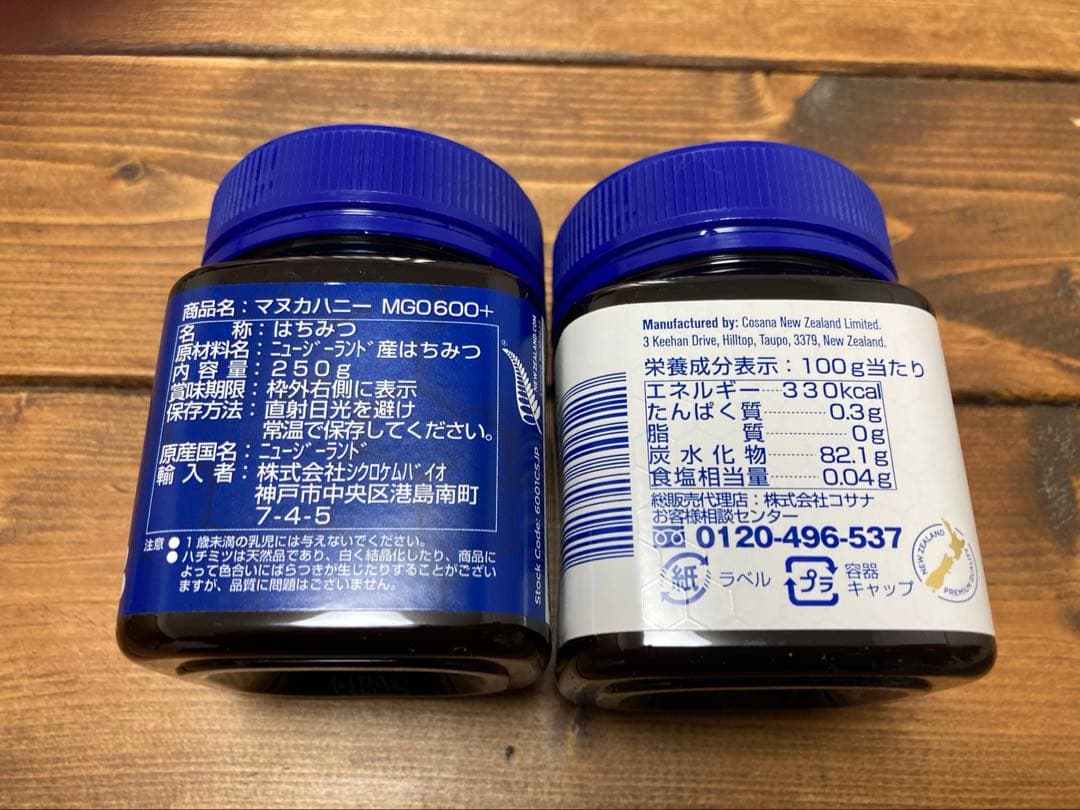 商品名：マヌカハニー MGO600+
名称：はちみつ
原材料名：ニュージーランド産はちみつ
内容量：250g
賞味期限：枠外右側に表示
保存方法：直射日光を避け
常温で保存してください。
原産国名：ニュージーランド
輸入者：株式会社シクロケムバイオ
神戸市中央区港島南町
7-4-5
注意 ● 1歳未満の乳児には与えないでください。
● ハチミツは天然品であり、白く結晶化したり、商品に
よって色合いにばらつきが生じたりすることがござい
ますが、品質に問題はございません。
NEW ZEALAND.COM
Stock Code: 6001CSJP
Manufactured by: Cosana New Zealand Limited.
3 Keehan Drive, Hilltop, Taupo, 3379, New Zealand.
栄養成分表示：100g当たり
エネルギー……330kcal
たんぱく質……0.3g
脂質……0g
炭水化物……82.1g
食塩相当量……0.04g
総販売代理店：株式会社コサナ
お客様相談センター
0120-496-537
紙 ラベル
プラ 容器
キャップ
NEW ZEALAND
PREMIUM QUALITY